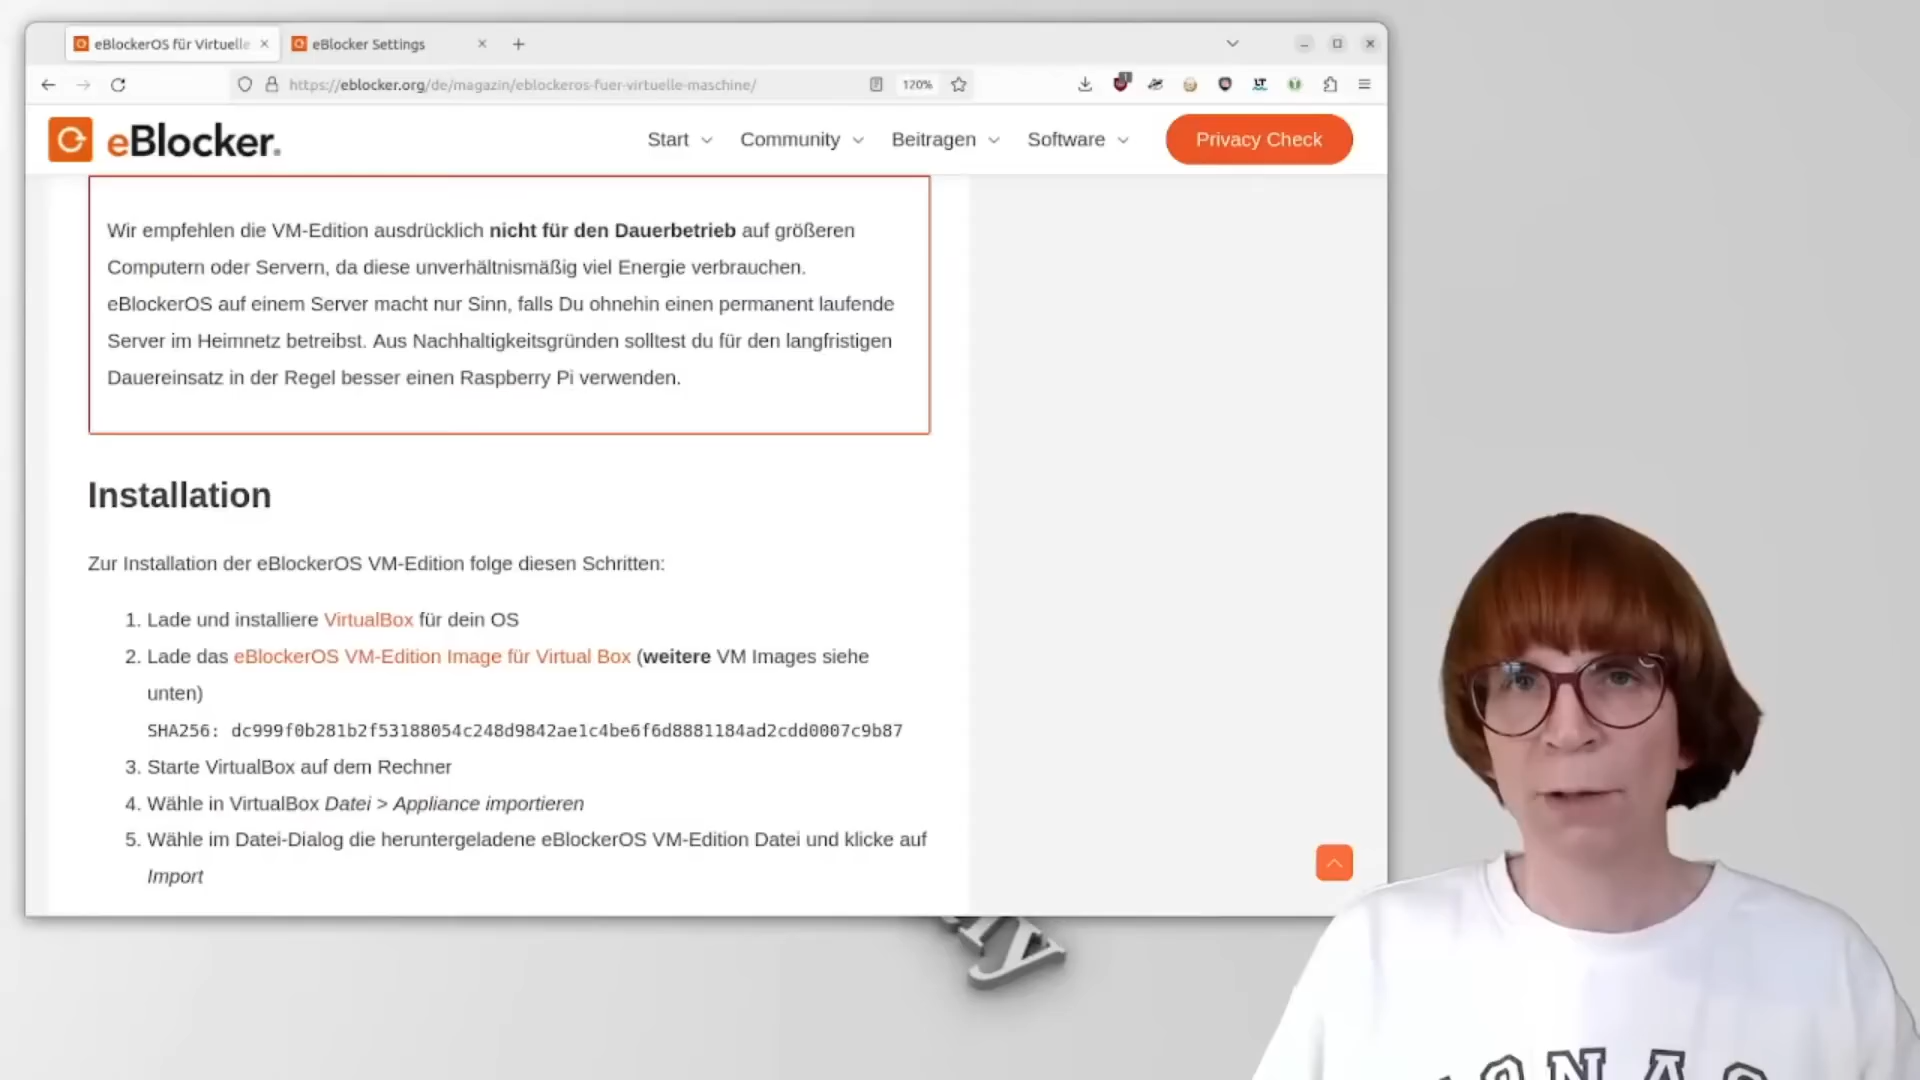 eBlockerOS für Virtuelle
eBlocker Settings
https://eblocker.org/de/magazin/eblockeros-fuer-virtuelle-maschine/
120%
1
LT
eBlocker.
Start
Community
Beitragen
Software
Privacy Check
Wir empfehlen die VM-Edition ausdrücklich nicht für den Dauerbetrieb auf größeren
Computern oder Servern, da diese unverhältnismäßig viel Energie verbrauchen.
eBlockerOS auf einem Server macht nur Sinn, falls Du ohnehin einen permanent laufende
Server im Heimnetz betreibst. Aus Nachhaltigkeitsgründen solltest du für den langfristigen
Dauereinsatz in der Regel besser einen Raspberry Pi verwenden.
Installation
Zur Installation der eBlockerOS VM-Edition folge diesen Schritten:
1. Lade und installiere VirtualBox für dein OS
2. Lade das eBlockerOS VM-Edition Image für Virtual Box (weitere VM Images siehe
unten)
SHA256: dc999f0b281b2f53188054c248d9842ae1c4be6f6d8881184ad2cdd0007c9b87
3. Starte VirtualBox auf dem Rechner
4. Wähle in VirtualBox Datei > Appliance importieren
5. Wähle im Datei-Dialog die heruntergeladene eBlockerOS VM-Edition Datei und klicke auf
Import